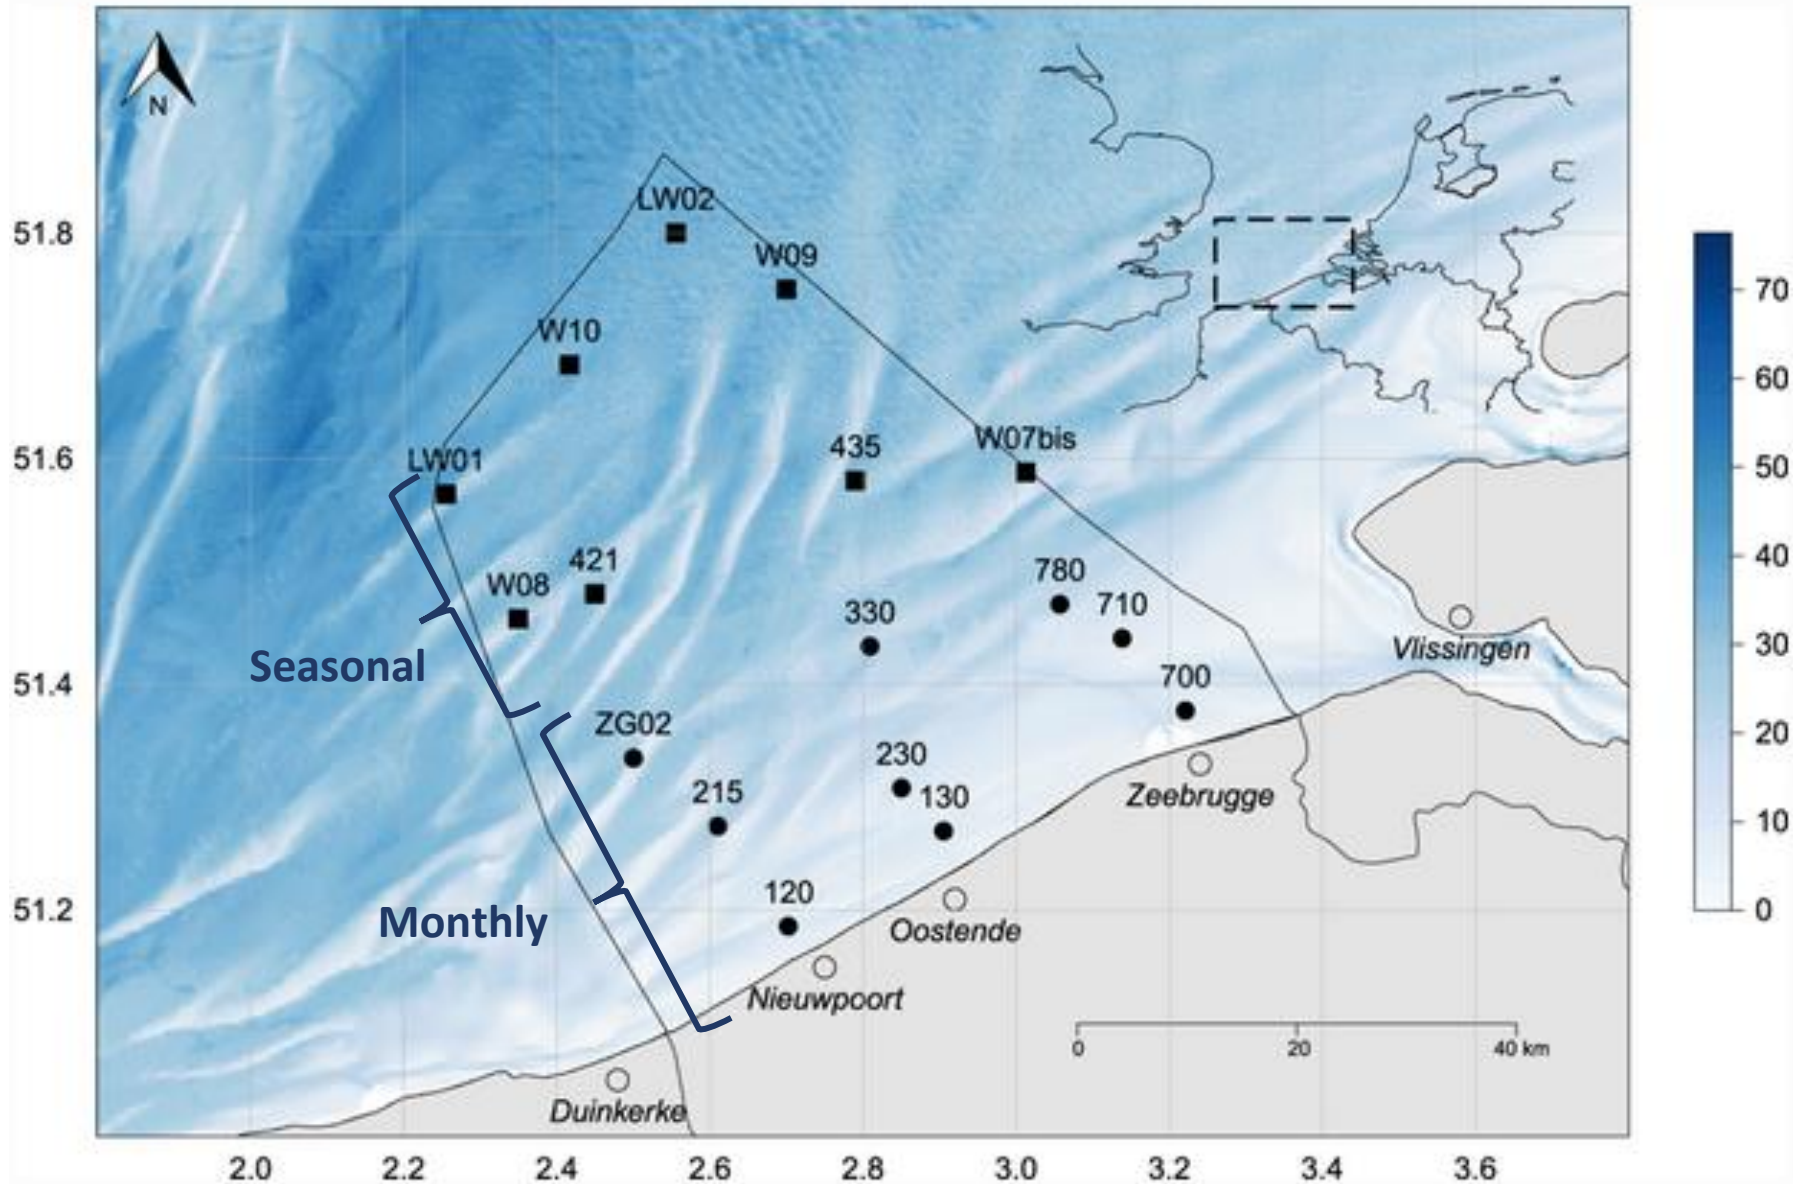 N
LW02
51.8
W09
70
W10
60
W07bis
435
LW01
51.6
50
421
780
W08
40
710
330
Vlissingen
30
Seasonal
700
51.4
ZG02
20
230
215
130
Zeebrugge
10
120
51.2
0
Monthly
Oostende
Nieuwpoort
0 20 40 km
Duinkerke
2.0 2.2 2.4 2.6 2.8 3.0 3.2 3.4 3.6